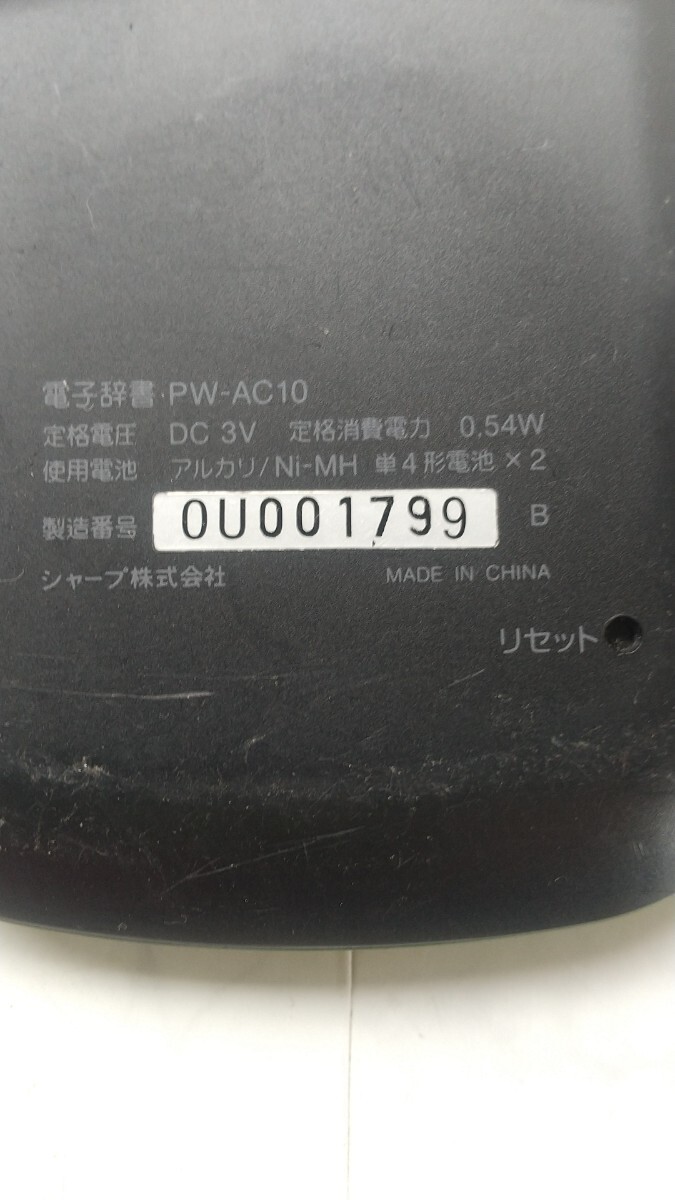 電子辞書 PW-AC10
定格電圧 DC 3V 定格消費電力 0.54W
使用電池 アルカリ/Ni-MH 単4形電池×2
製造番号 0U001799 B
シャープ株式会社 MADE IN CHINA
リセット